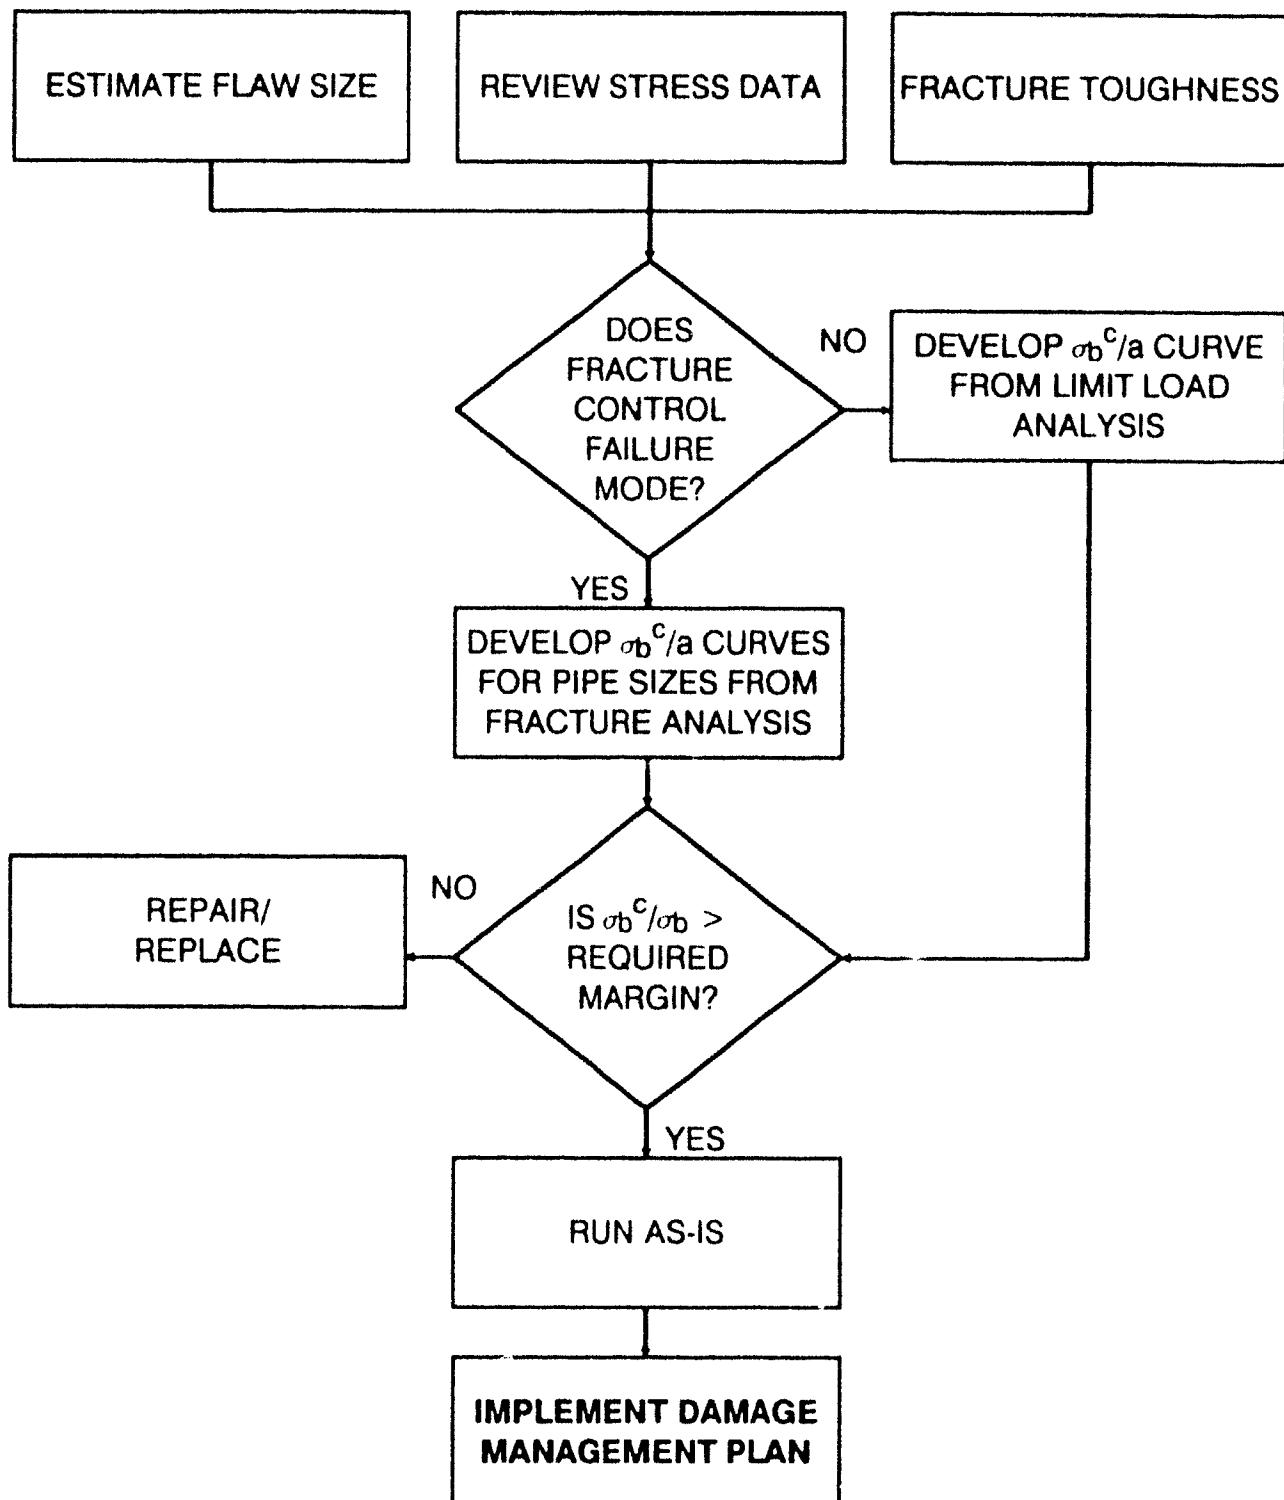 ESTIMATE FLAW SIZE
REVIEW STRESS DATA
FRACTURE TOUGHNESS
DOES
FRACTURE
CONTROL
FAILURE
MODE?
NO
DEVELOP σb^c/a CURVE
FROM LIMIT LOAD
ANALYSIS
YES
DEVELOP σb^c/a CURVES
FOR PIPE SIZES FROM
FRACTURE ANALYSIS
REPAIR/
REPLACE
NO
IS σb^c/σb >
REQUIRED
MARGIN?
YES
RUN AS-IS
IMPLEMENT DAMAGE
MANAGEMENT PLAN